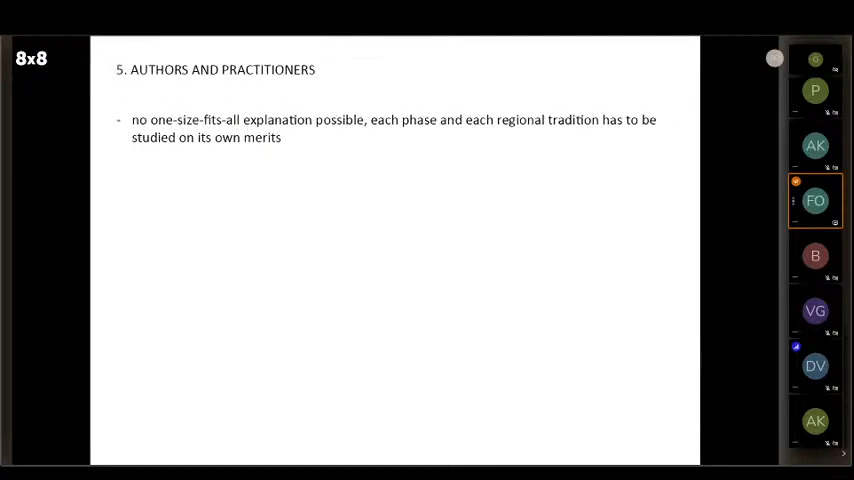 8x8
5. AUTHORS AND PRACTITIONERS
- no one-size-fits-all explanation possible, each phase and each regional tradition has to be
studied on its own merits
G
P
AK
FO
B
VG
DV
AK